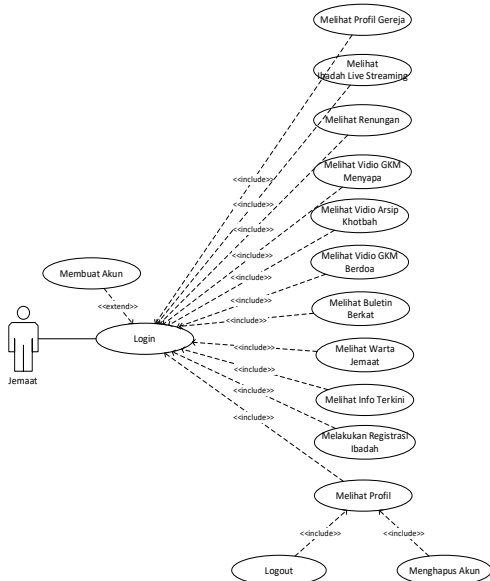 Melihat Profil Gereja
Melihat
Ibadah Live Streaming
Melihat Renungan
Melihat Vidio GKM
Menyapa
<<include>>
<<include>>
Melihat Vidio Arsip
Khotbah
<<include>>
<<include>>
<<include>>
Melihat Vidio GKM
Berdoa
Membuat Akun
<<include>>
<<extend>>
Melihat Buletin
Berkat
<<include>>
Login
Jemaat
<<include>>
Melihat Warta
Jemaat
<<include>>
Melihat Info Terkini
<<include>>
<<include>>
Melakukan Registrasi
Ibadah
Melihat Profil
<<include>>
<<include>>
Logout
Menghapus Akun